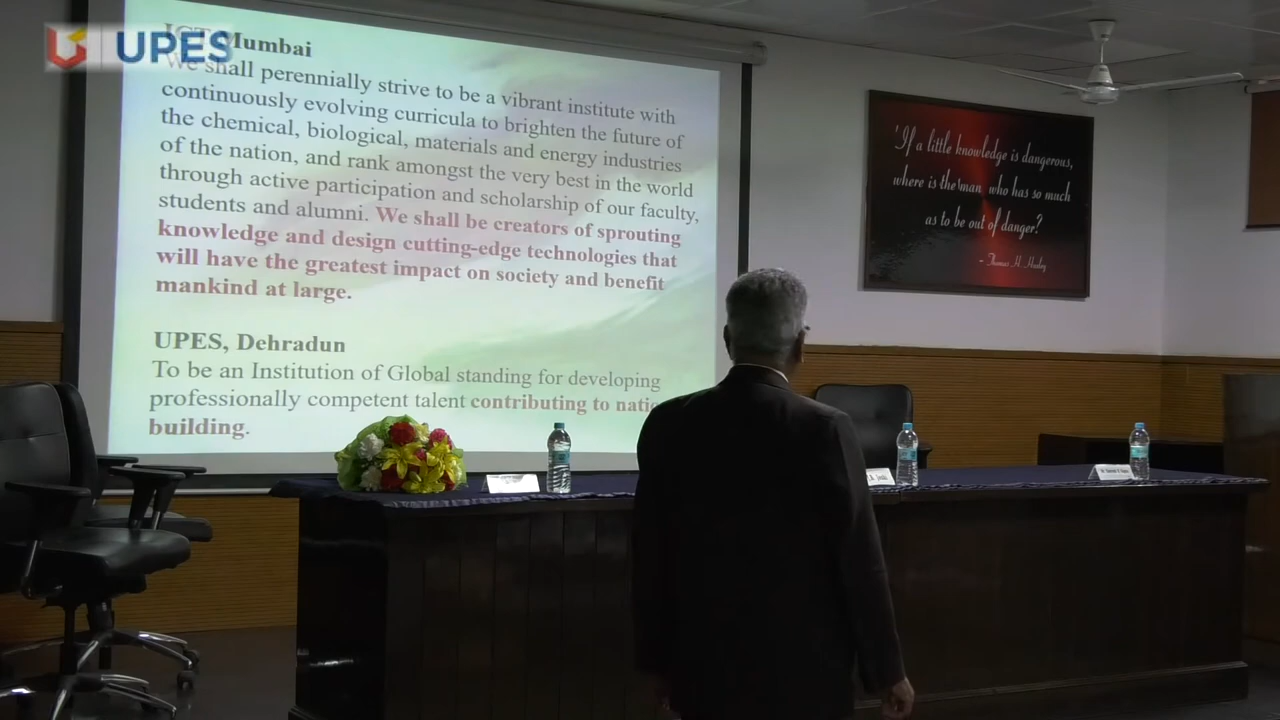 UPES
ICT, Mumbai
We shall perennially strive to be a vibrant institute with
continuously evolving curricula to brighten the future of
the chemical, biological, materials and energy industries
of the nation, and rank amongst the very best in the world
through active participation and scholarship of our faculty,
students and alumni. We shall be creators of sprouting
knowledge and design cutting-edge technologies that
will have the greatest impact on society and benefit
mankind at large.
UPES, Dehradun
To be an Institution of Global standing for developing
professionally competent talent contributing to
building.
'If a little knowledge is dangerous,
where is the man who has so much
as to be out of danger?
- Thomas H. Huxley